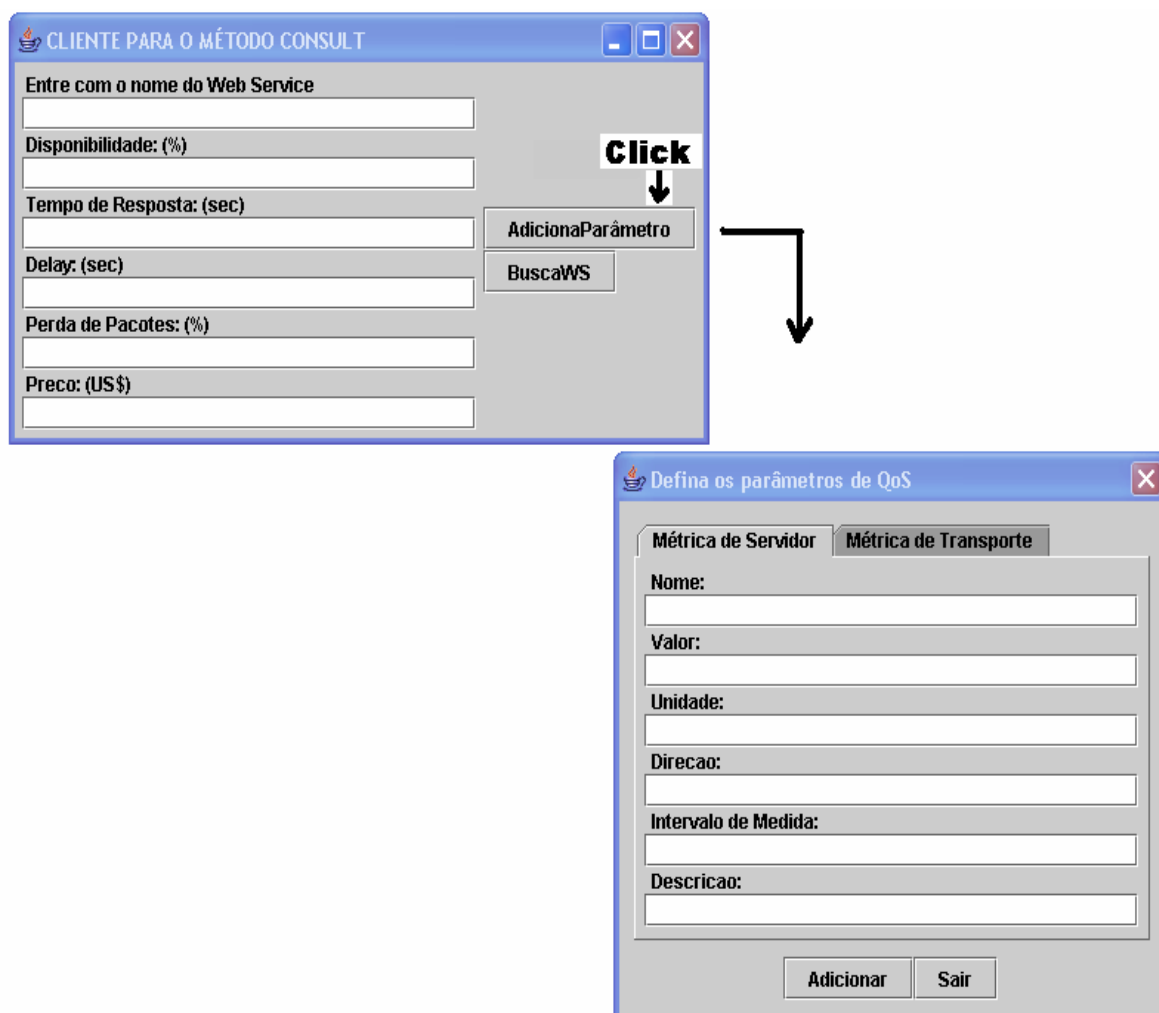 CLIENTE PARA O MÉTODO CONSULT
Entre com o nome do Web Service
Disponibilidade: (%)
Click
Tempo de Resposta: (sec)
AdicionaParâmetro
Delay: (sec)
BuscaWS
Perda de Pacotes: (%)
Preco: (US$)
Defina os parâmetros de QoS
Métrica de Servidor Métrica de Transporte
Nome:
Valor:
Unidade:
Direcao:
Intervalo de Medida:
Descricao:
Adicionar Sair